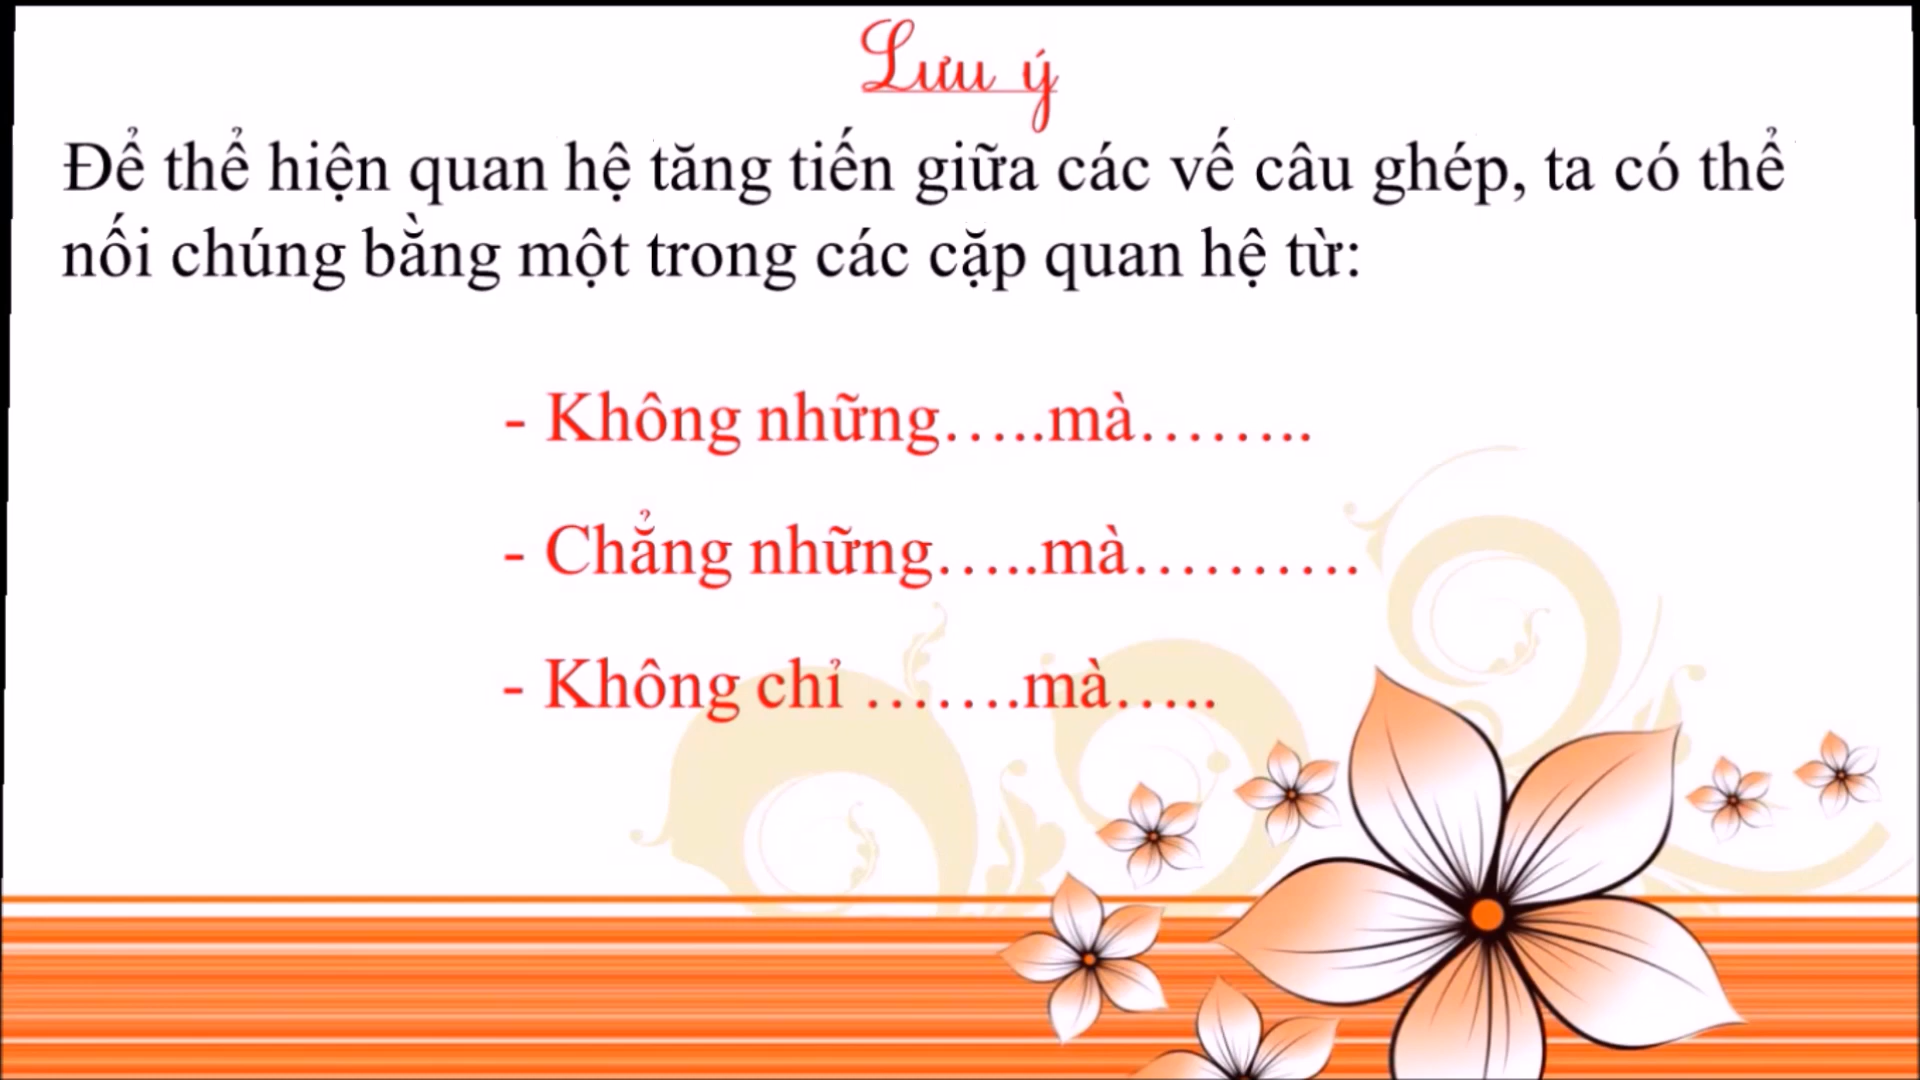 Lưu ý
Để thể hiện quan hệ tăng tiến giữa các vế câu ghép, ta có thể
nối chúng bằng một trong các cặp quan hệ từ:
- Không những…..mà……..
- Chẳng những…..mà……….
- Không chỉ …….mà…..